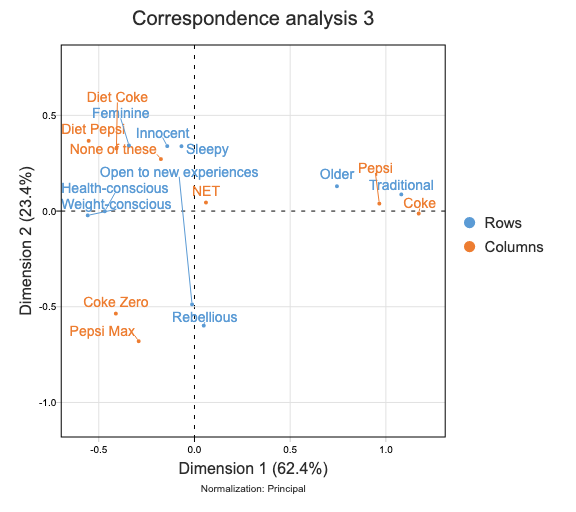 Correspondence analysis 3
Diet Coke
Feminine
Diet Pepsi
Innocent
None of these
Sleepy
Open to new experiences
Older
Pepsi
Health-conscious
NET
Traditional
Weight-conscious
Coke
Coke Zero
Rebellious
Pepsi Max
0.5
0.0
-0.5
-1.0
Dimension 2 (23.4%)
-0.5
0.0
0.5
1.0
Dimension 1 (62.4%)
Normalization: Principal
Rows
Columns